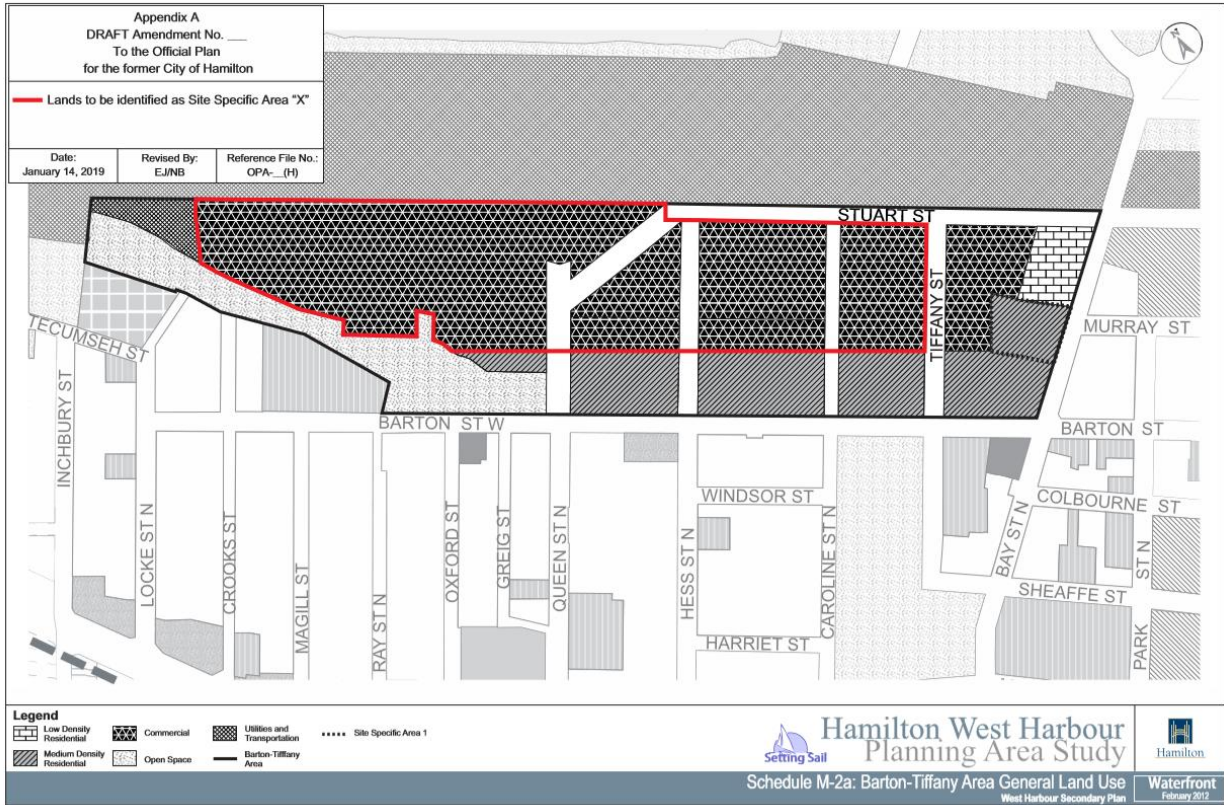 Appendix A
DRAFT Amendment No. ___
To the Official Plan
for the former City of Hamilton
Lands to be identified as Site Specific Area "X"
Date:
January 14, 2019
Revised By:
EJ/NB
Reference File No.:
OPA-__(H)
N
STUART ST
TIFFANY ST
MURRAY ST
TECUMSEH ST
BARTON ST W
BARTON ST
INCHBURY ST
LOCKE ST N
CROOKS ST
MAGILL ST
RAY ST N
OXFORD ST
GREIG ST
QUEEN ST N
HESS ST N
WINDSOR ST
CAROLINE ST N
HARRIET ST
BAY ST N
COLBOURNE ST
SHEAFFE ST
PARK ST N
Legend
Low Density
Residential
Commercial
Utilities and
Transportation
Site Specific Area 1
Medium Density
Residential
Open Space
Barton-Tifffany
Area
Setting Sail
Hamilton West Harbour
Planning Area Study
Hamilton
Schedule M-2a: Barton-Tiffany Area General Land Use
West Harbour Secondary Plan
Waterfront
February 2012